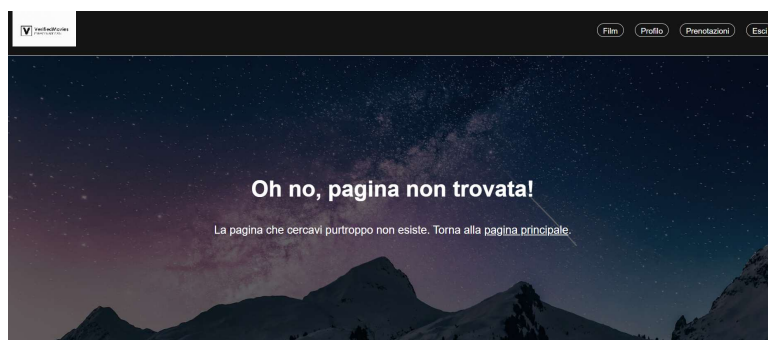 V VerifiedMovies
Film
Profilo
Prenotazioni
Esci
Oh no, pagina non trovata!
La pagina che cercavi purtroppo non esiste. Torna alla pagina principale.